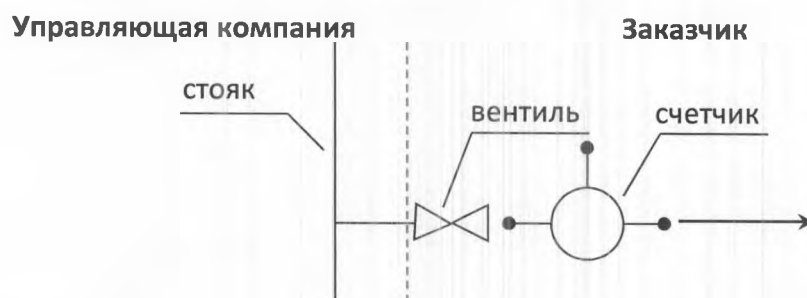 Управляющая компания Заказчик
стояк
вентиль счетчик